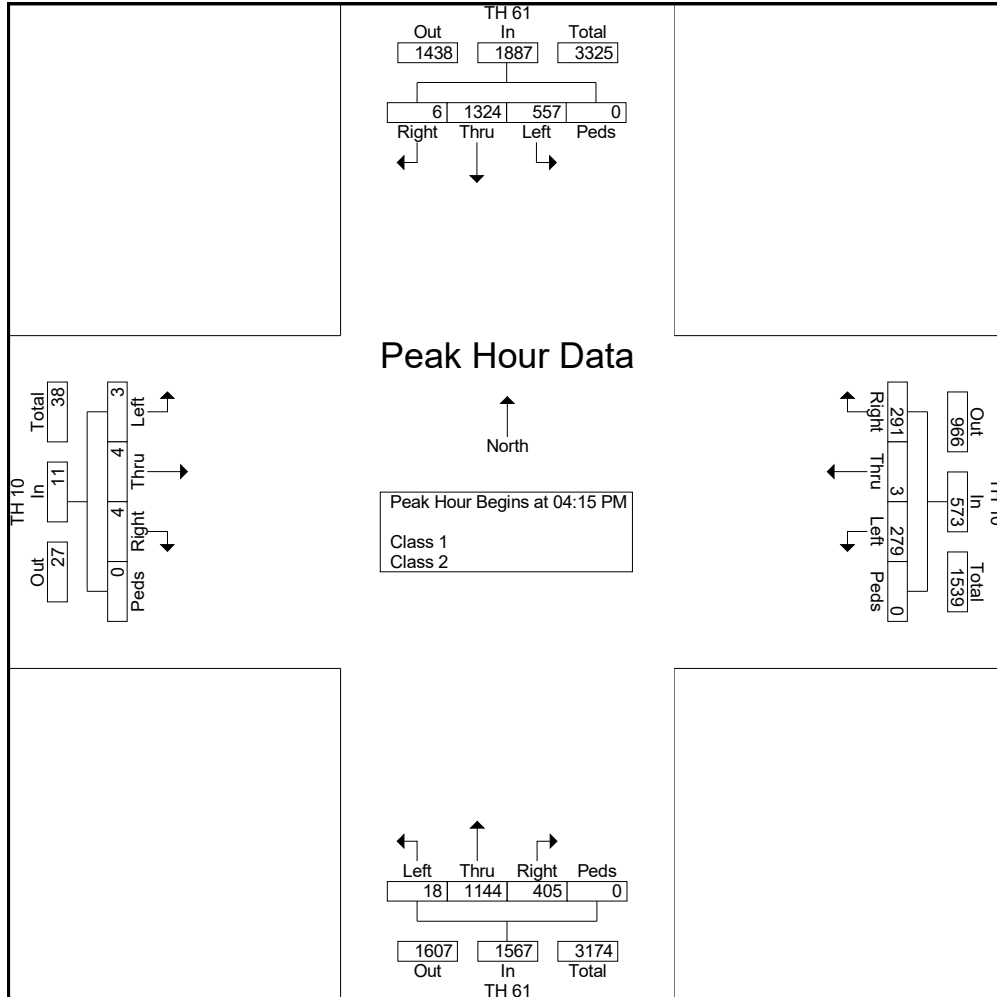 TH 61
Out In Total
1438 1887 3325
6 1324 557 0
Right Thru Left Peds
Peak Hour Data
North
Peak Hour Begins at 04:15 PM
Class 1
Class 2
TH 10
Out In Total
27 11 38
Left Thru Right Peds
3 4 4 0
Right Thru Left Peds
291 3 279 0
Out In Total
966 573 1539
Left Thru Right Peds
18 1144 405 0
1607 1567 3174
Out In Total
TH 61